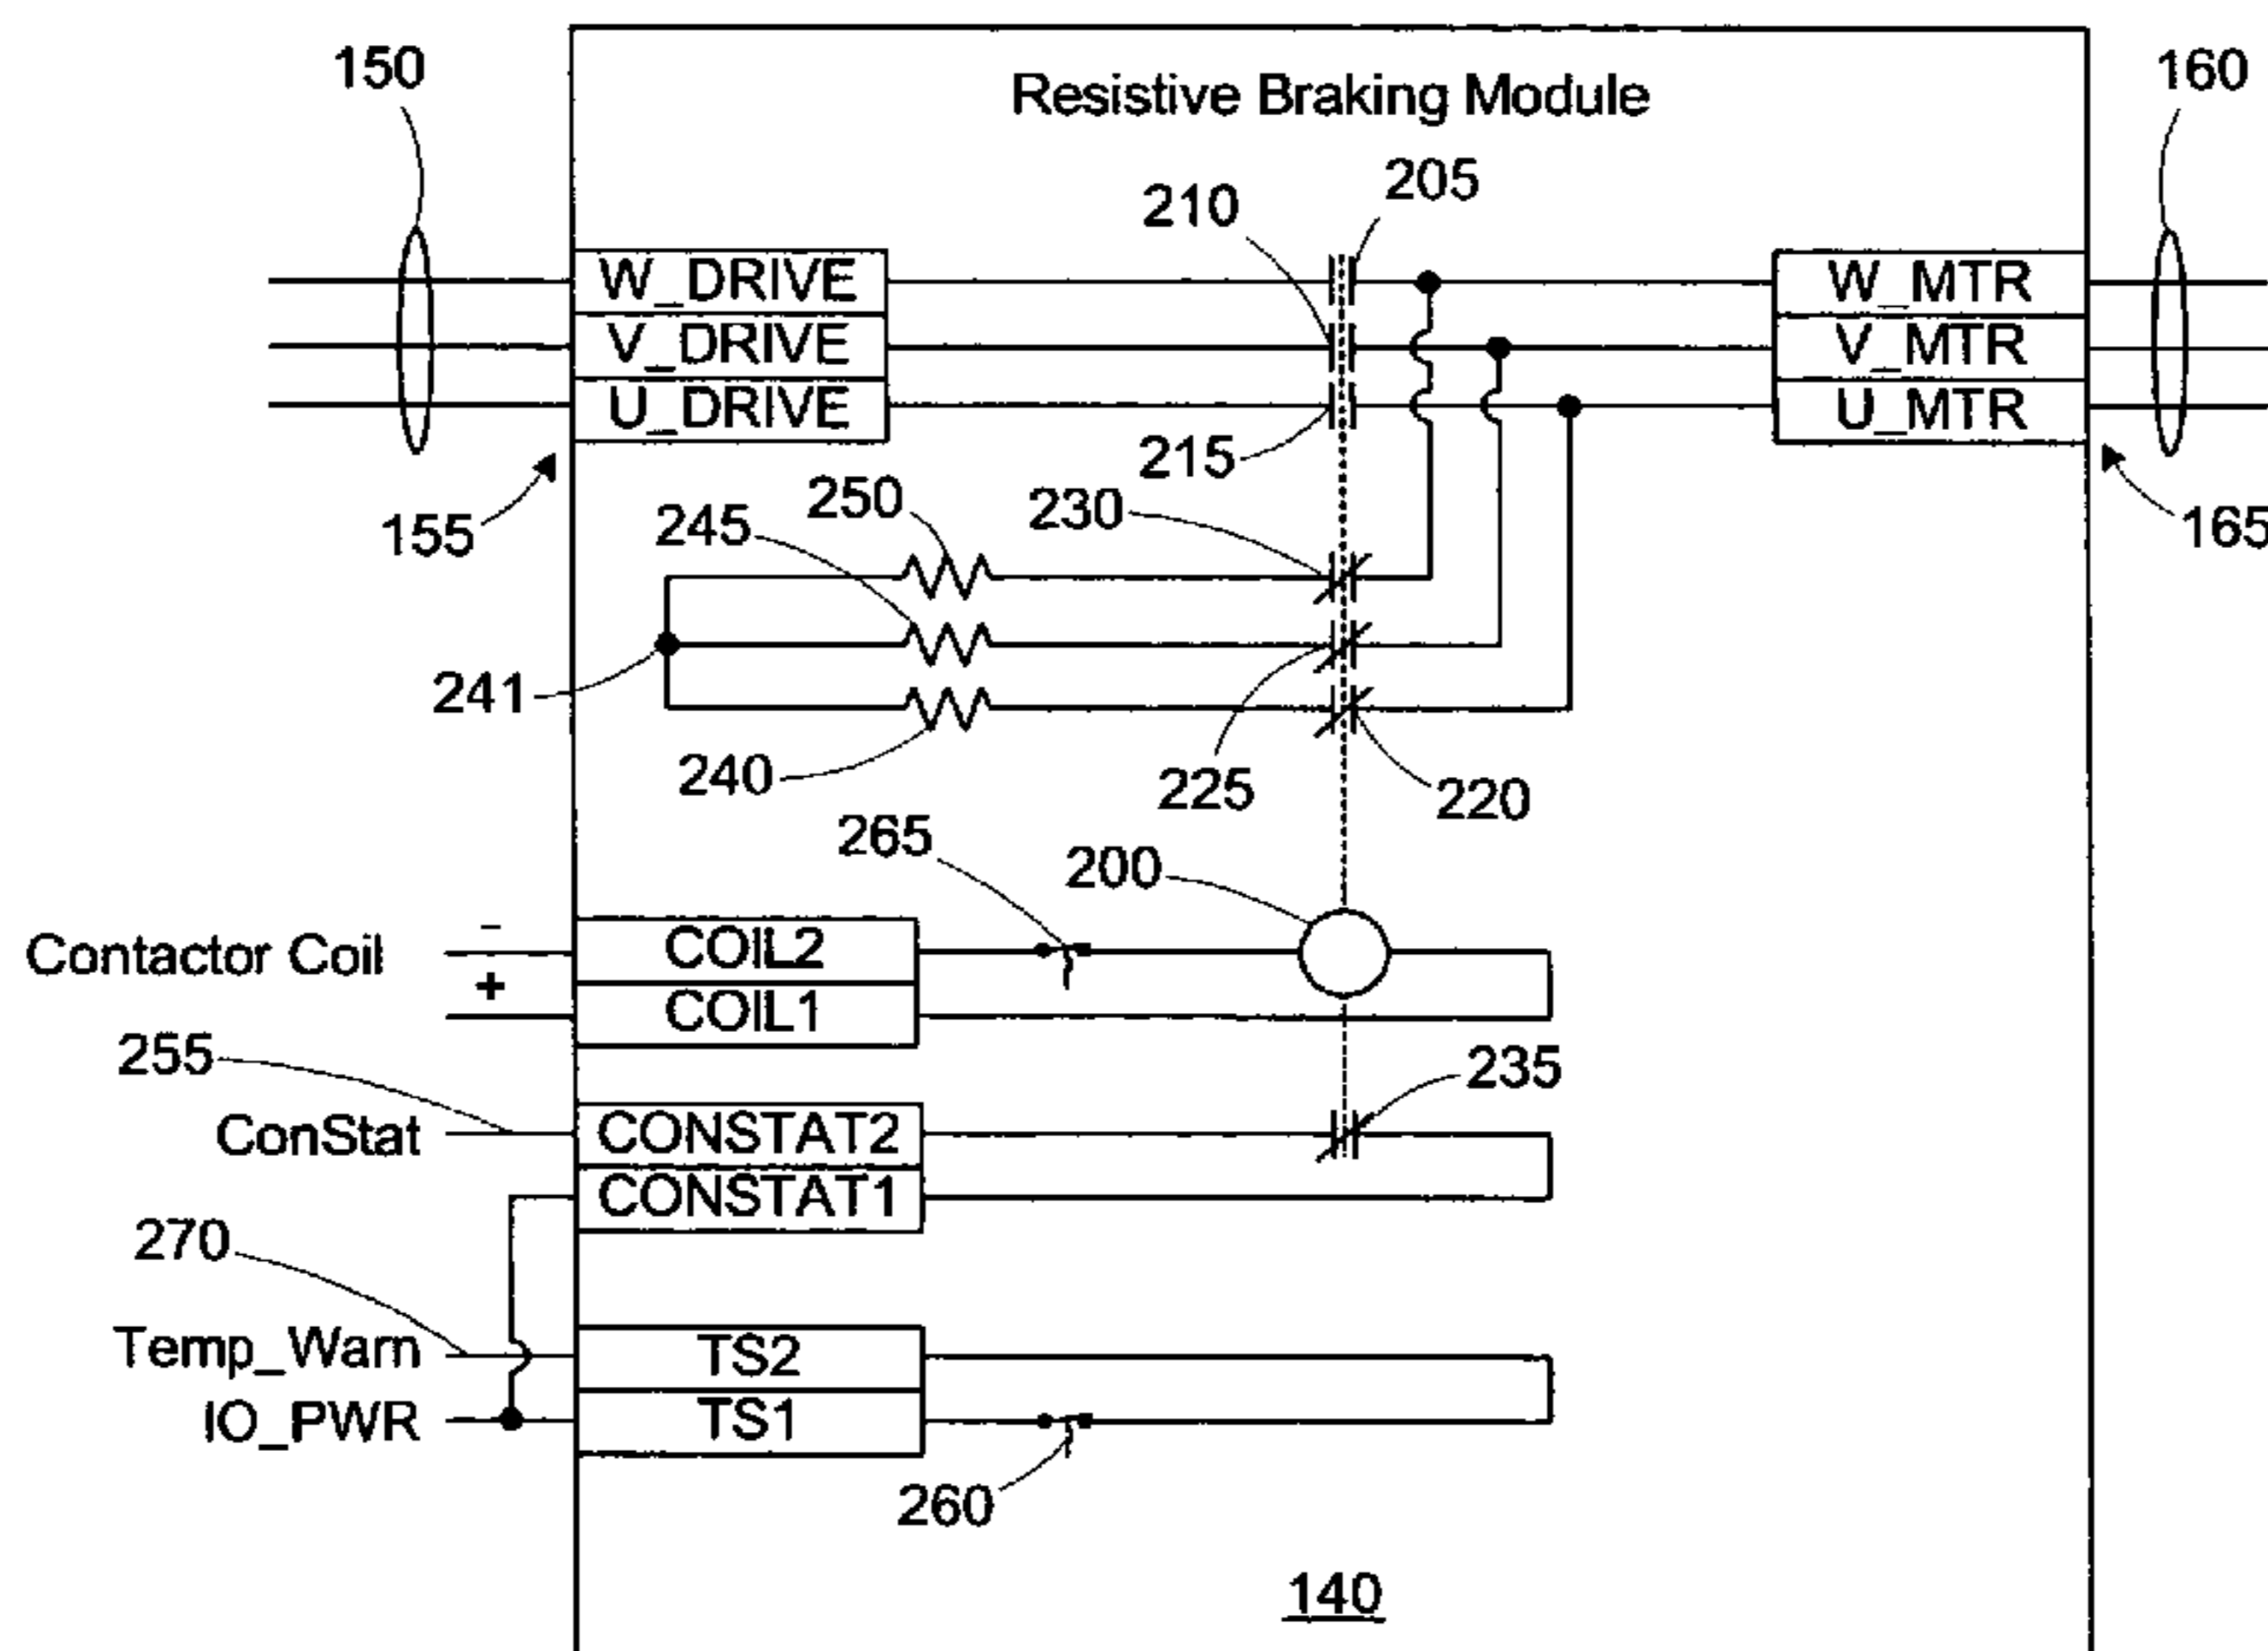 150
Resistive Braking Module
160
205
210
W_DRIVE
V_DRIVE
U_DRIVE
W_MTR
V_MTR
U_MTR
215
155
165
250
245
230
241
240
225
220
265
200
Contactor Coil
-
+
COIL2
COIL1
255
235
ConStat
CONSTAT2
CONSTAT1
270
Temp_Warn
TS2
IO_PWR
TS1
260
140